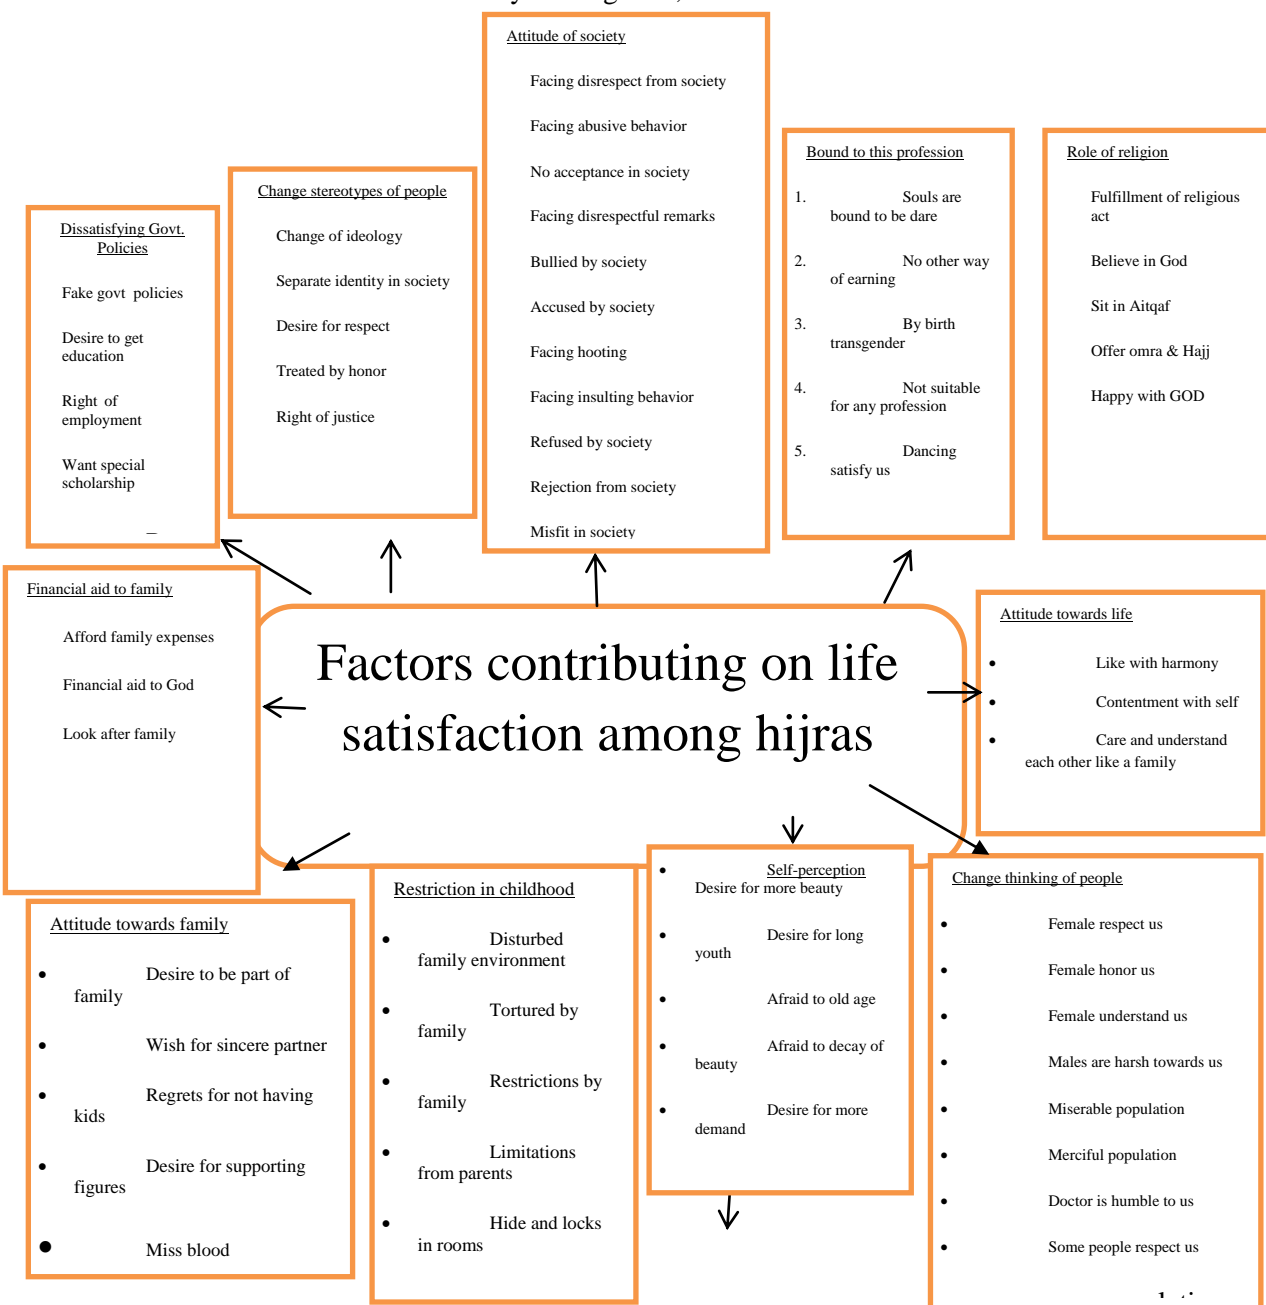 Attitude of society
Facing disrespect from society
Facing abusive behavior
No acceptance in society
Facing disrespectful remarks
Bullied by society
Accused by society
Facing hooting
Facing insulting behavior
Refused by society
Rejection from society
Misfit in society
Bound to this profession
1. Souls are
bound to be dare
2. No other way
of earning
3. By birth
transgender
4. Not suitable
for any profession
5. Dancing
satisfy us
Role of religion
Fulfillment of religious
act
Believe in God
Sit in Aitqaf
Offer omra & Hajj
Happy with GOD
Change stereotypes of people
Change of ideology
Separate identity in society
Desire for respect
Treated by honor
Right of justice
Dissatisfying Govt.
Policies
Fake govt policies
Desire to get
education
Right of
employment
Want special
scholarship
Financial aid to family
Afford family expenses
Financial aid to God
Look after family
Factors contributing on life
satisfaction among hijras
Attitude towards life
• Like with harmony
• Contentment with self
• Care and understand
each other like a family
Attitude towards family
• Desire to be part of
family
• Wish for sincere partner
• Regrets for not having
kids
• Desire for supporting
figures
• Miss blood
Restriction in childhood
• Disturbed
family environment
• Tortured by
family
• Restrictions by
family
• Limitations
from parents
• Hide and locks
in rooms
• Self-perception
Desire for more beauty
• Desire for long
youth
• Afraid to old age
• Afraid to decay of
beauty
• Desire for more
demand
Change thinking of people
• Female respect us
• Female honor us
• Female understand us
• Males are harsh towards us
• Miserable population
• Merciful population
• Doctor is humble to us
• Some people respect us